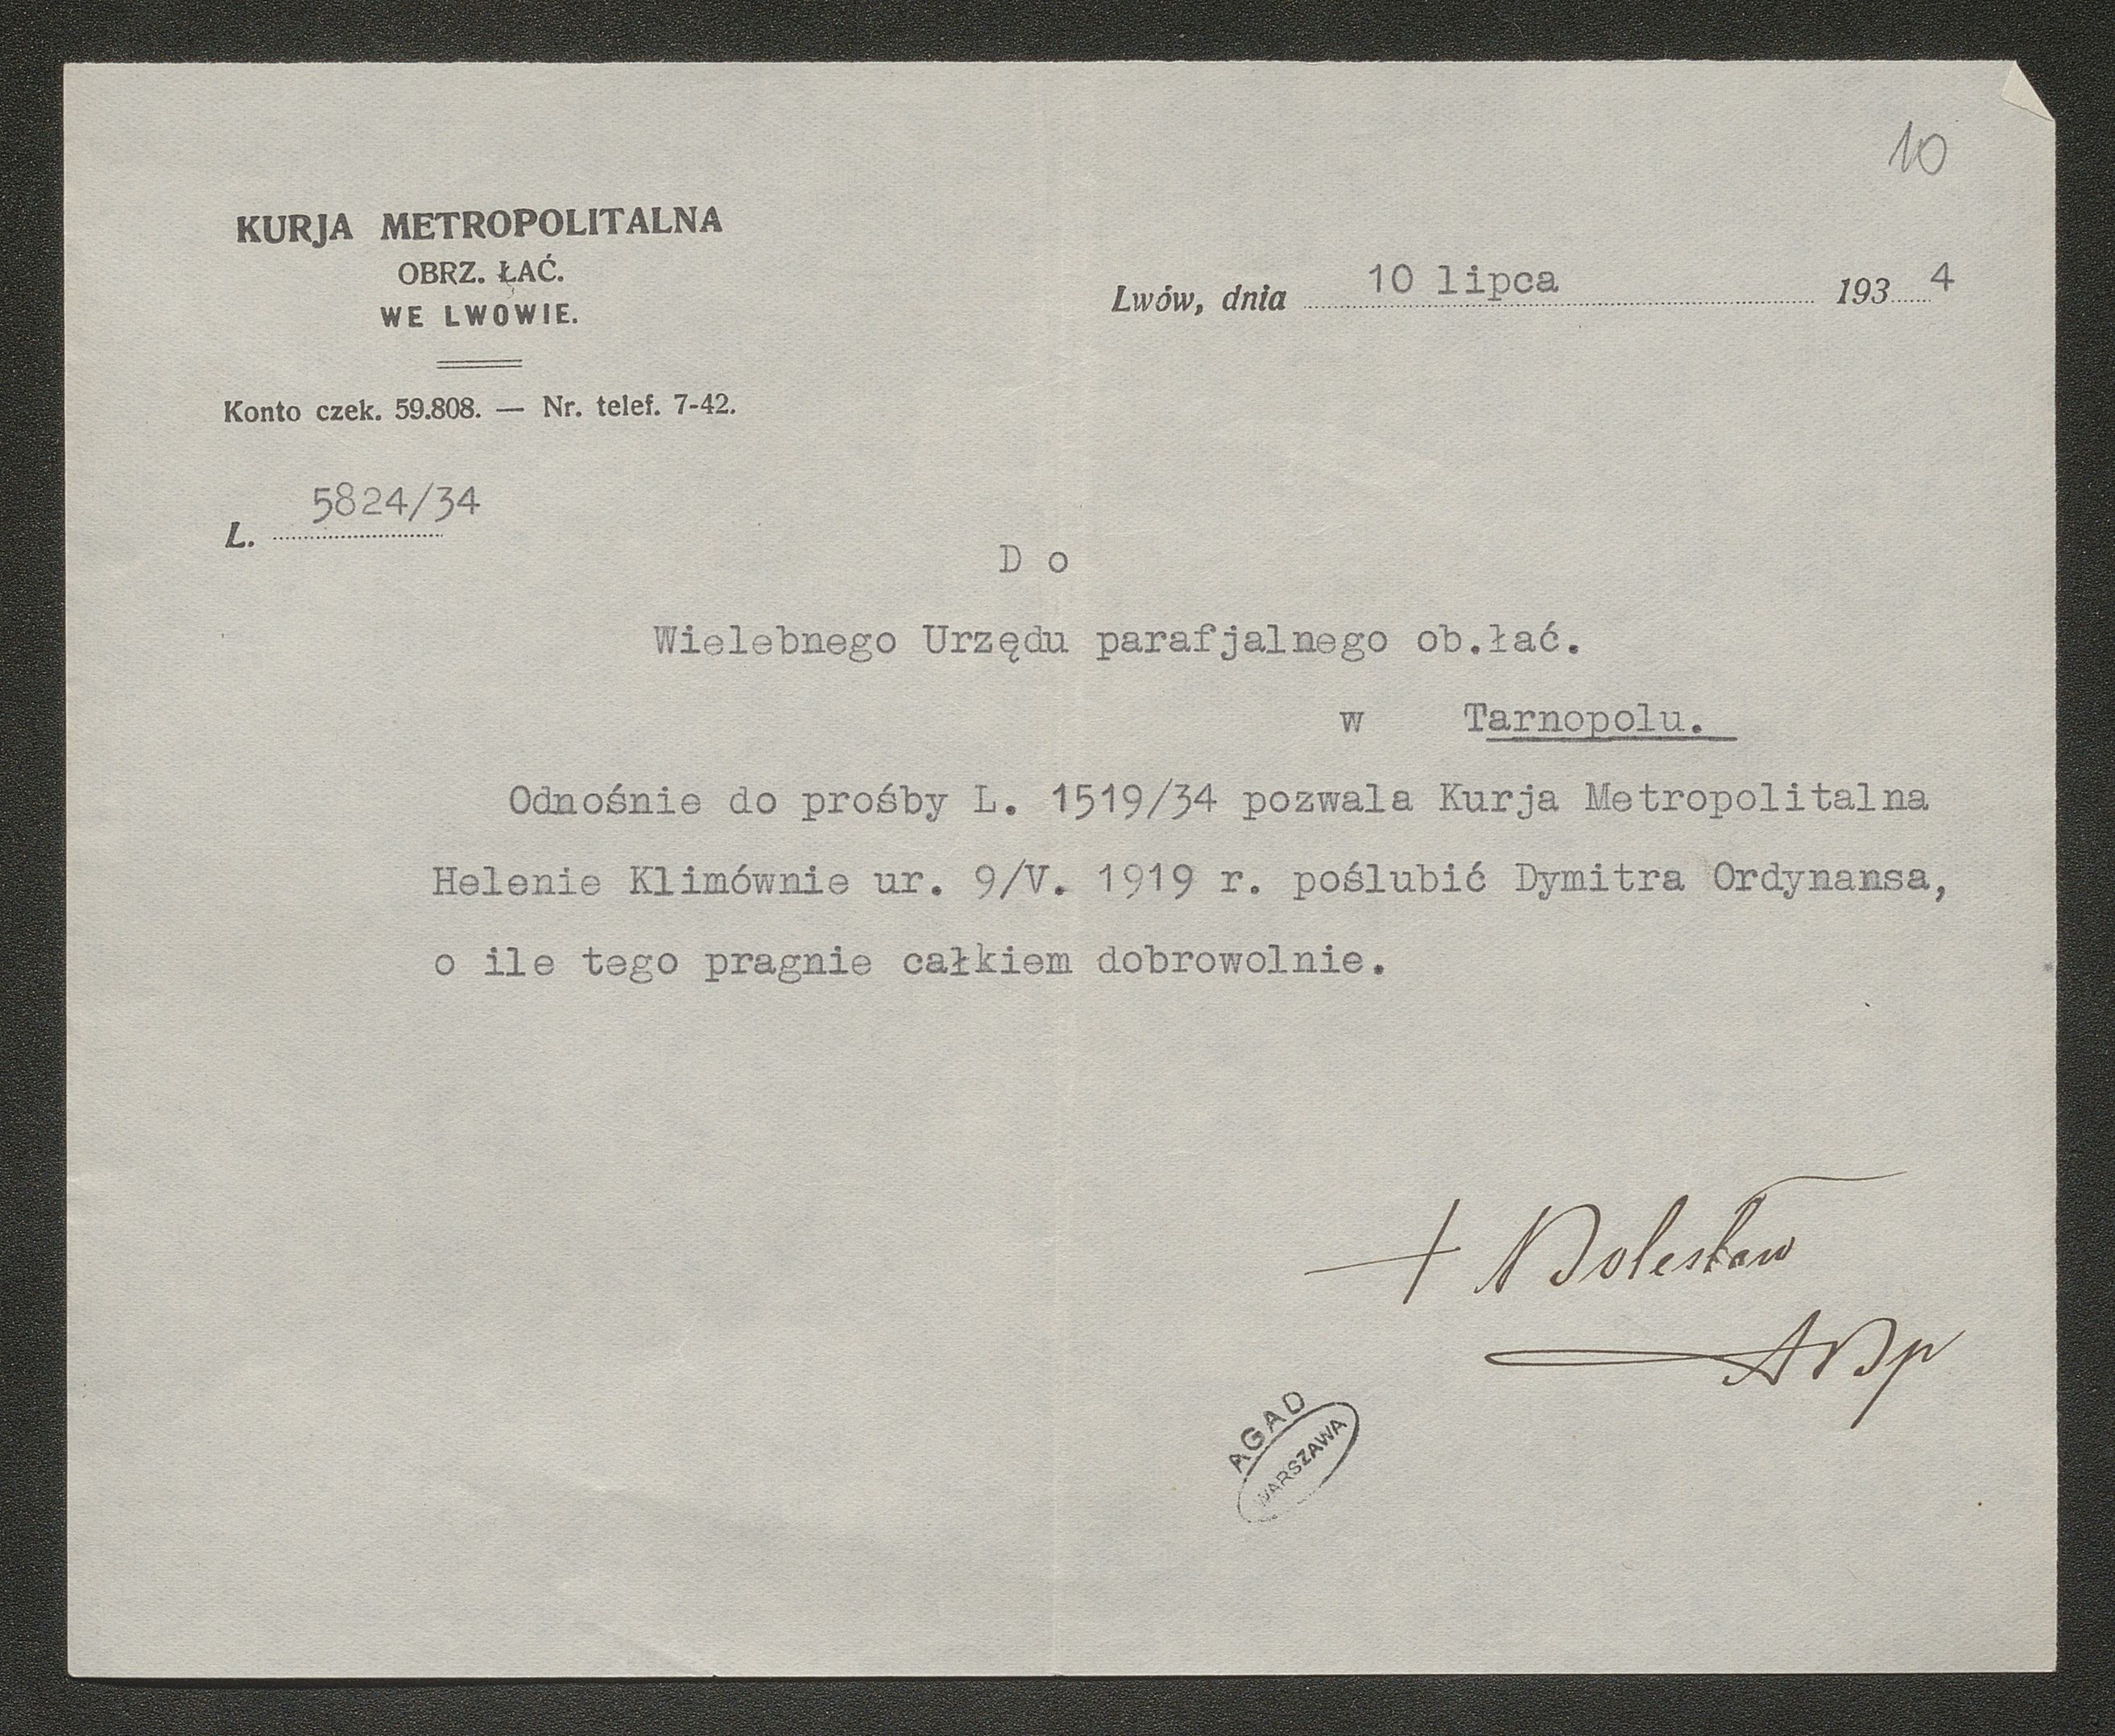 10
KURJA METROPOLITALNA
OBRZ. ŁAĆ.
WE LWOWIE.
Konto czek. 59.808. — Nr. telef. 7-42.
Lwów, dnia 10 lipca 1934
L. 5824/34
D o
Wielebnego Urzędu parafjalnego ob.łać.
w Tarnopolu.
Odnośnie do prośby L. 1519/34 pozwala Kurja Metropolitalna
Helenie Klimównie ur. 9/V. 1919 r. poślubić Dymitra Ordynansa,
o ile tego pragnie całkiem dobrowolnie.
+ Bolesław
ABp
AGAD
WARSZAWA